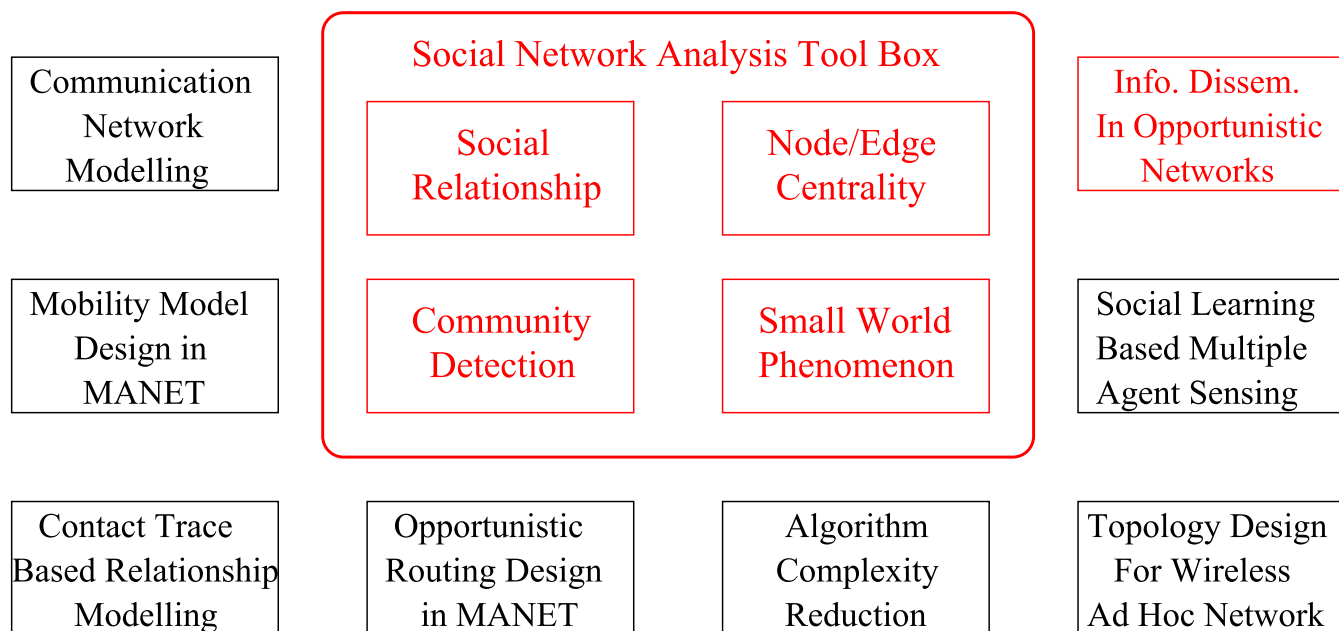 Social Network Analysis Tool Box
Communication
Network
Modelling
Social
Relationship
Node/Edge
Centrality
Info. Dissem.
In Opportunistic
Networks
Mobility Model
Design in
MANET
Community
Detection
Small World
Phenomenon
Social Learning
Based Multiple
Agent Sensing
Contact Trace
Based Relationship
Modelling
Opportunistic
Routing Design
in MANET
Algorithm
Complexity
Reduction
Topology Design
For Wireless
Ad Hoc Network